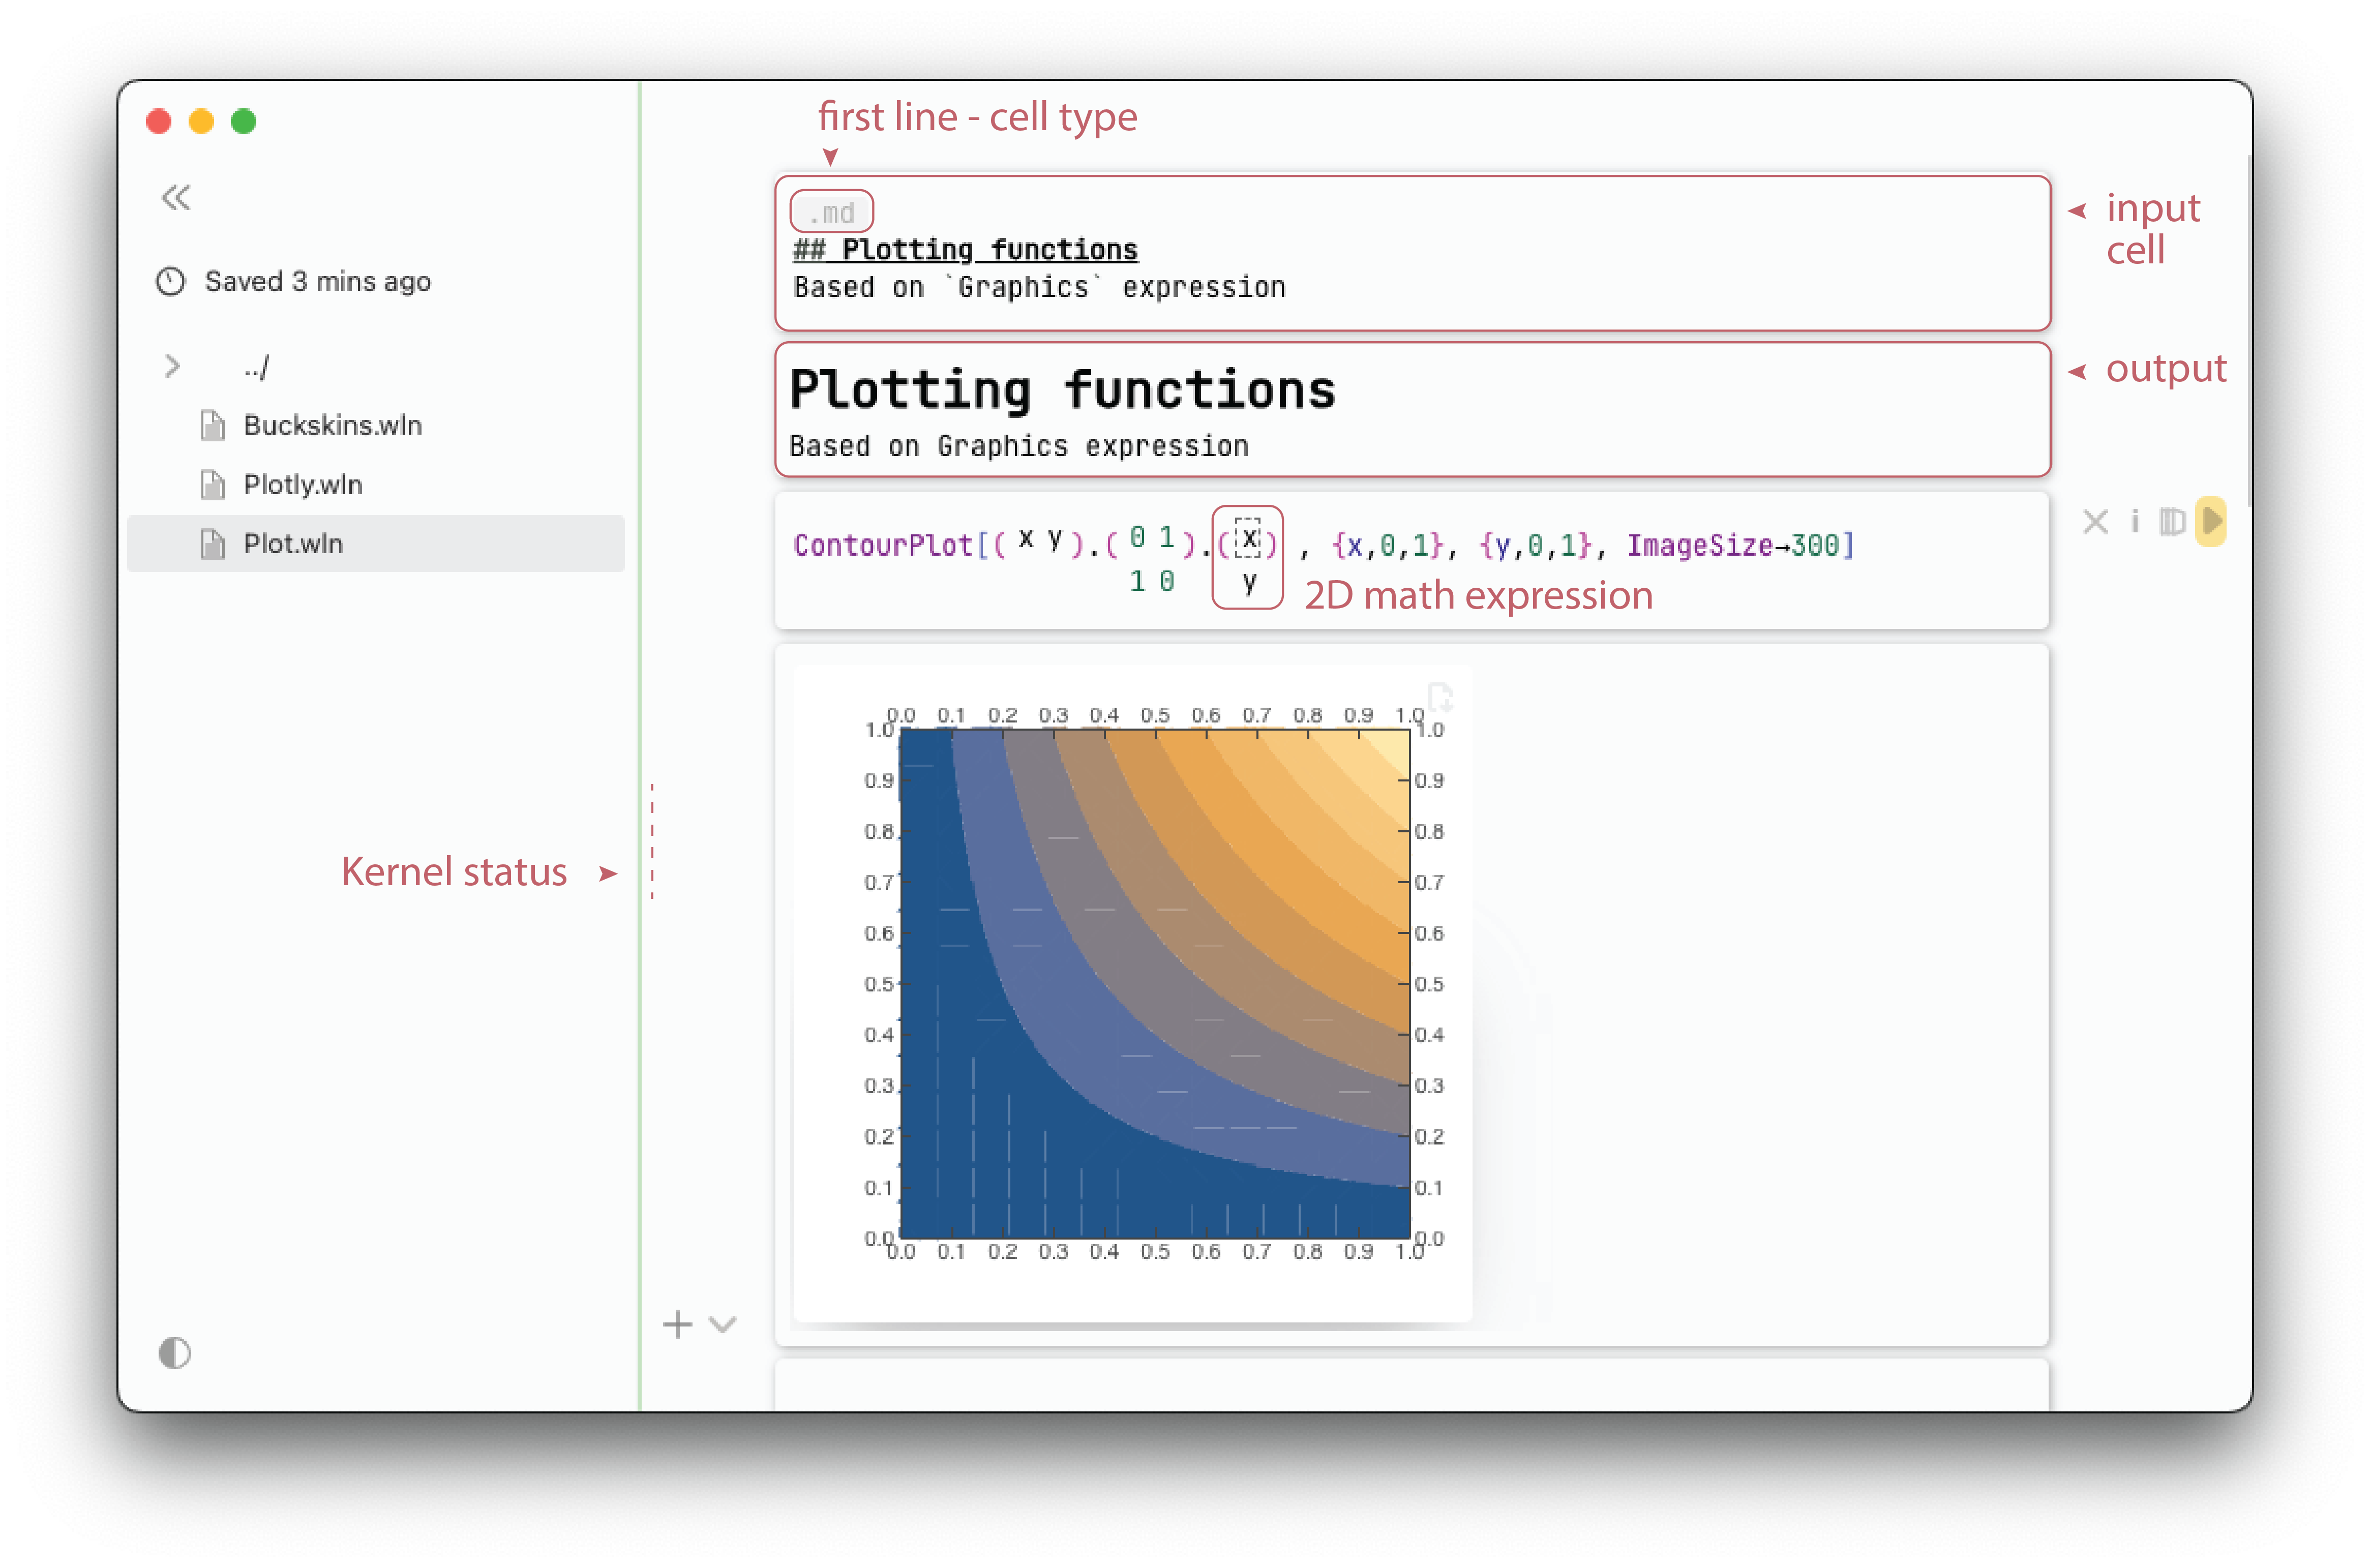 first line - cell type
.md
## Plotting functions
Based on `Graphics` expression
input
cell
Plotting functions
Based on Graphics expression
output
Saved 3 mins ago
../
Buckskins.wln
Plotly.wln
Plot.wln
ContourPlot[( x y ).( 0 1 ).( x ) , {x,0,1}, {y,0,1}, ImageSize→300]
1 0 y
2D math expression
Kernel status
0.0 0.1 0.2 0.3 0.4 0.5 0.6 0.7 0.8 0.9 1.0
1.0 1.0
0.9 0.9
0.8 0.8
0.7 0.7
0.6 0.6
0.5 0.5
0.4 0.4
0.3 0.3
0.2 0.2
0.1 0.1
0.0 0.0
0.0 0.1 0.2 0.3 0.4 0.5 0.6 0.7 0.8 0.9 1.0